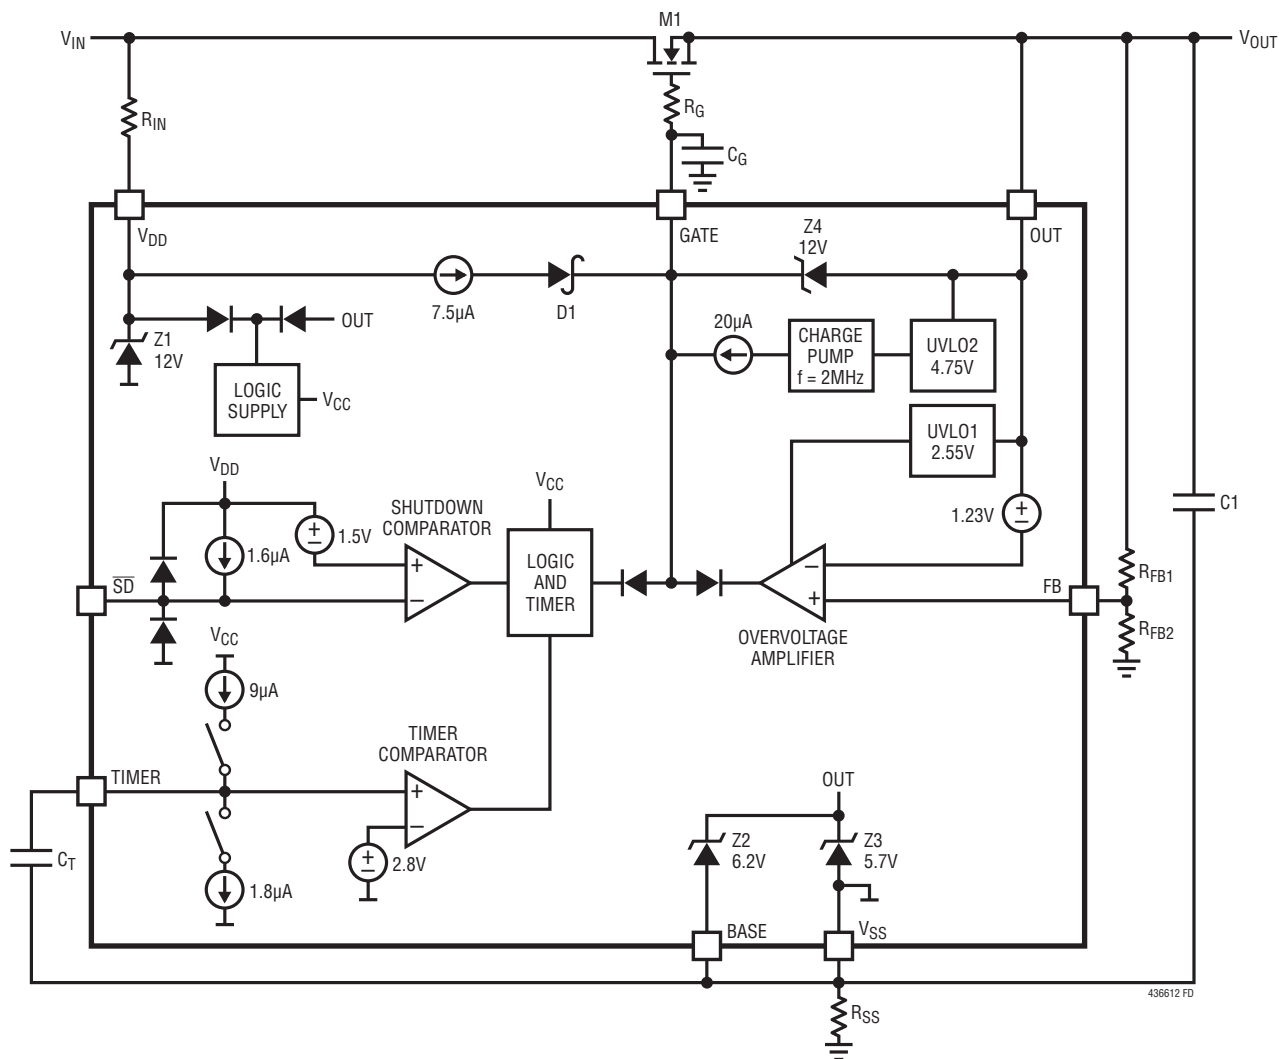 M1
VIN
VOUT
RIN
RG
CG
VDD
GATE
OUT
Z4
12V
7.5µA
D1
20µA
CHARGE
PUMP
f = 2MHz
UVLO2
4.75V
Z1
12V
OUT
LOGIC
SUPPLY
VCC
UVLO1
2.55V
VDD
SHUTDOWN
COMPARATOR
VCC
1.23V
C1
1.5V
1.6µA
+
−
LOGIC
AND
TIMER
−
+
SD
FB
RFB1
RFB2
OVERVOLTAGE
AMPLIFIER
VCC
9µA
TIMER
COMPARATOR
TIMER
+
−
OUT
CT
2.8V
Z2
6.2V
Z3
5.7V
1.8µA
BASE
VSS
RSS
436612 FD